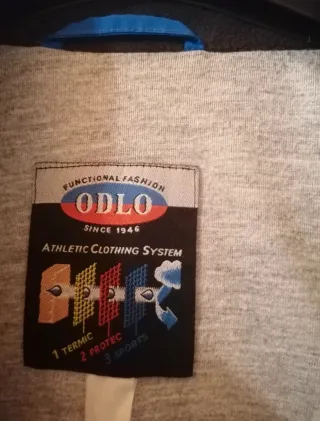 FUNCTIONAL FASHION
ODLO
SINCE 1946
ATHLETIC CLOTHING SYSTEM
1 TERMIC
2 PROTEC
3 SPORTS